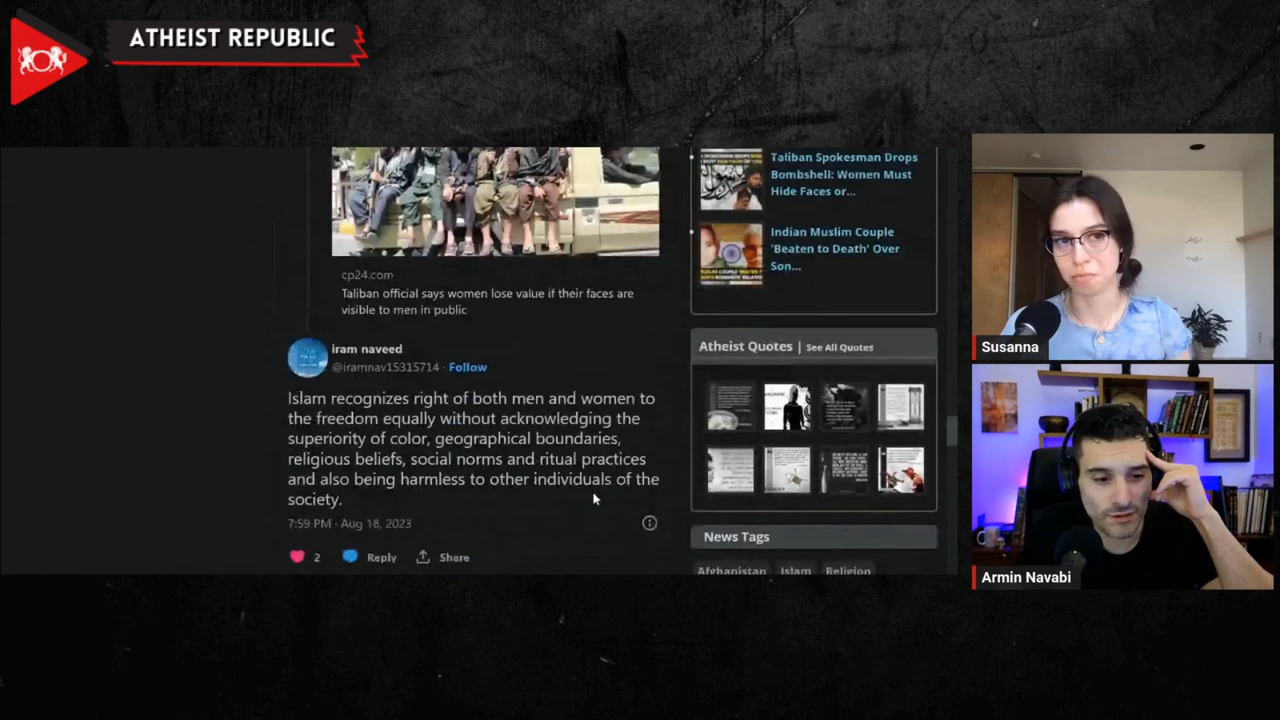 ATHEIST REPUBLIC
cp24.com
Taliban official says women lose value if their faces are
visible to men in public
iram naveed
@iramnav15315714 · Follow
Islam recognizes right of both men and women to
the freedom equally without acknowledging the
superiority of color, geographical boundaries,
religious beliefs, social norms and ritual practices
and also being harmless to other individuals of the
society.
7:59 PM · Aug 18, 2023
2 Reply Share
Taliban Spokesman Drops
Bombshell: Women Must
Hide Faces or...
Indian Muslim Couple
'Beaten to Death' Over
Son...
Atheist Quotes | See All Quotes
News Tags
Afghanistan Islam Religion
Susanna
Armin Navabi